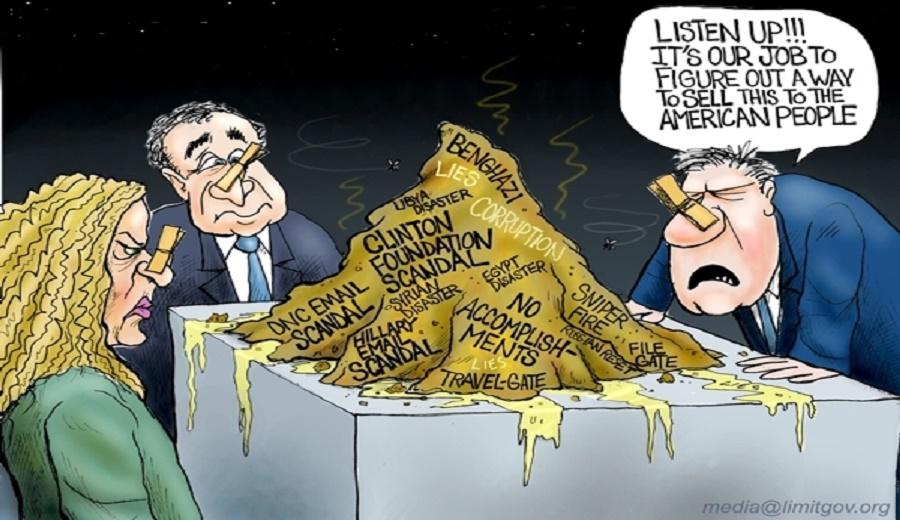 LISTEN UP!!!
IT'S OUR JOB TO
FIGURE OUT A WAY
TO SELL THIS TO THE
AMERICAN PEOPLE
BENGHAZI
LIES
LIBYA
DISASTER
CORRUPTION
CLINTON
FOUNDATION
SCANDAL
EGYPT
DISASTER
SYRIAN
DISASTER
DNC EMAIL
SCANDAL
SNIPER
FIRE
NO
ACCOMPLISH-
MENTS
HILLARY
EMAIL
SCANDAL
RUSSIAN RESET
FILE
GATE
LIES
TRAVEL-GATE
media@limitgov.org